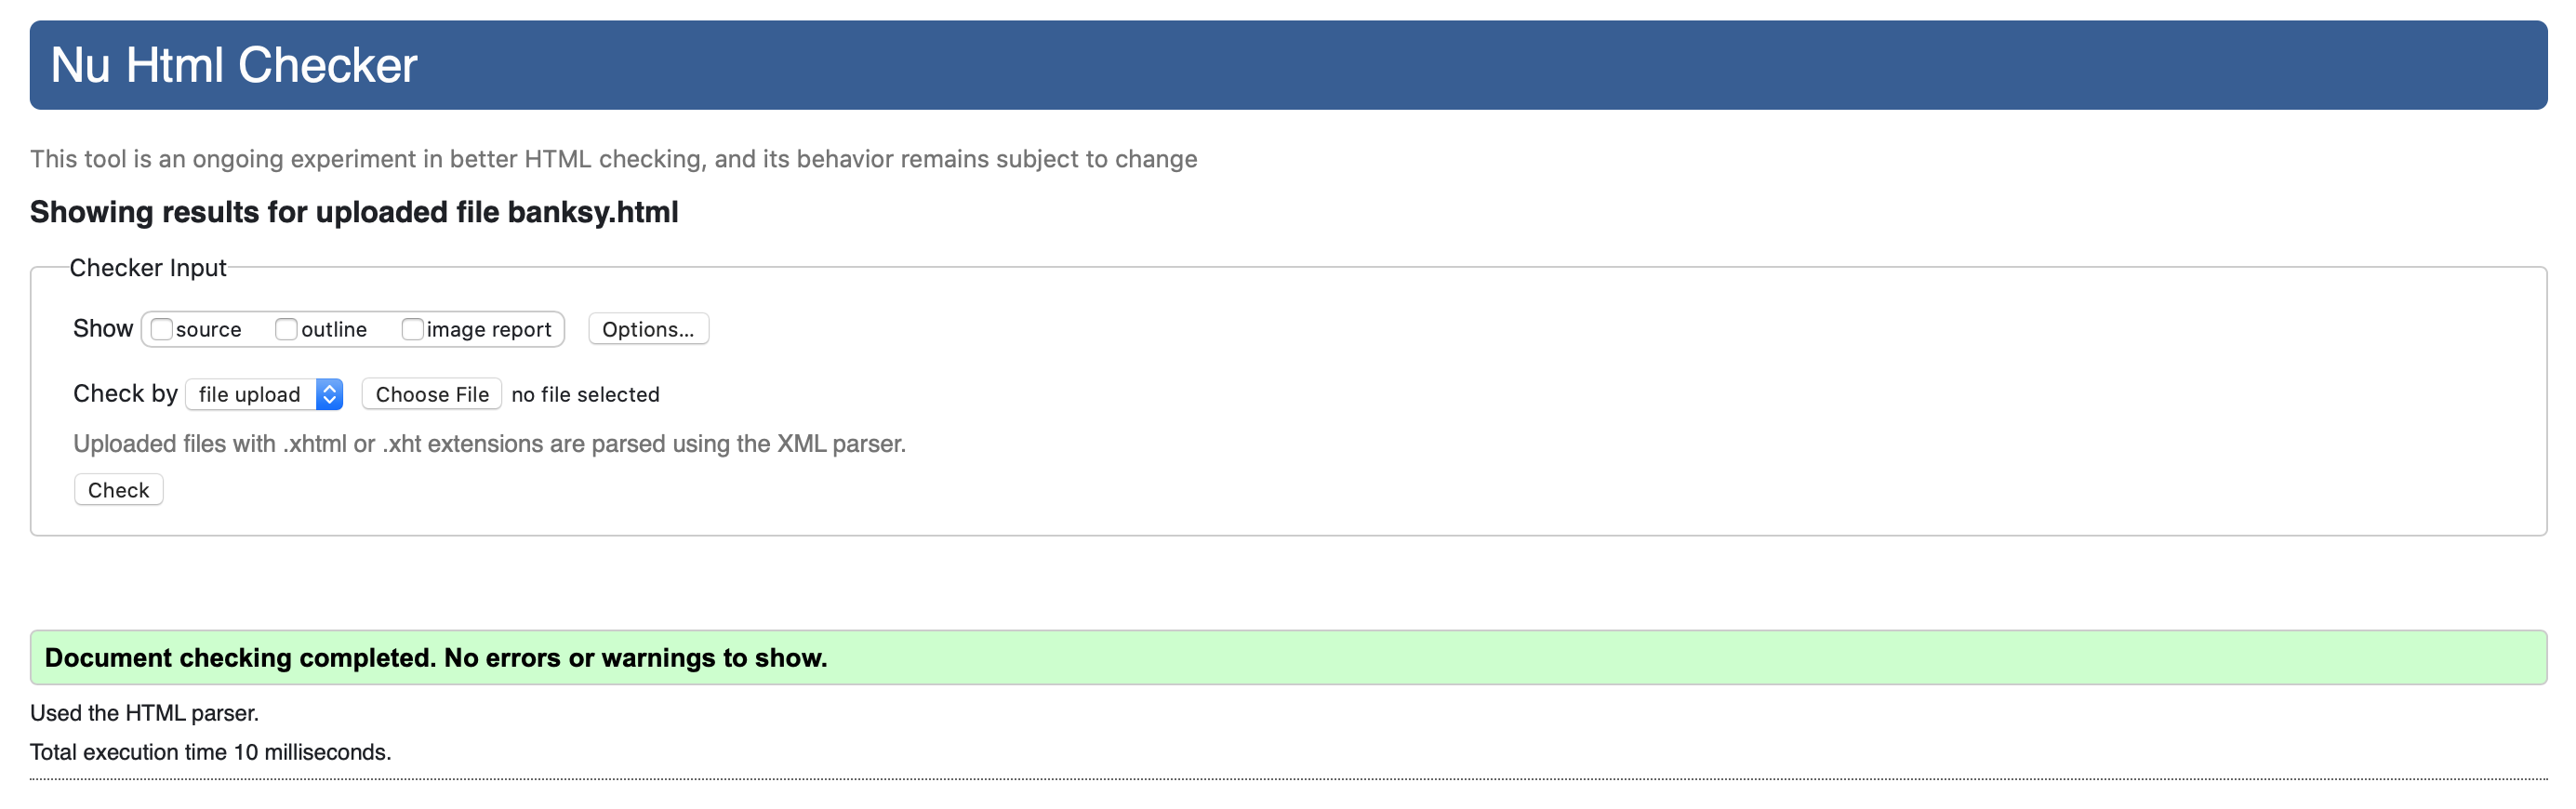 Nu Html Checker
This tool is an ongoing experiment in better HTML checking, and its behavior remains subject to change
Showing results for uploaded file banksy.html
Checker Input
Show source outline image report Options...
Check by file upload Choose File no file selected
Uploaded files with .xhtml or .xht extensions are parsed using the XML parser.
Check
Document checking completed. No errors or warnings to show.
Used the HTML parser.
Total execution time 10 milliseconds.